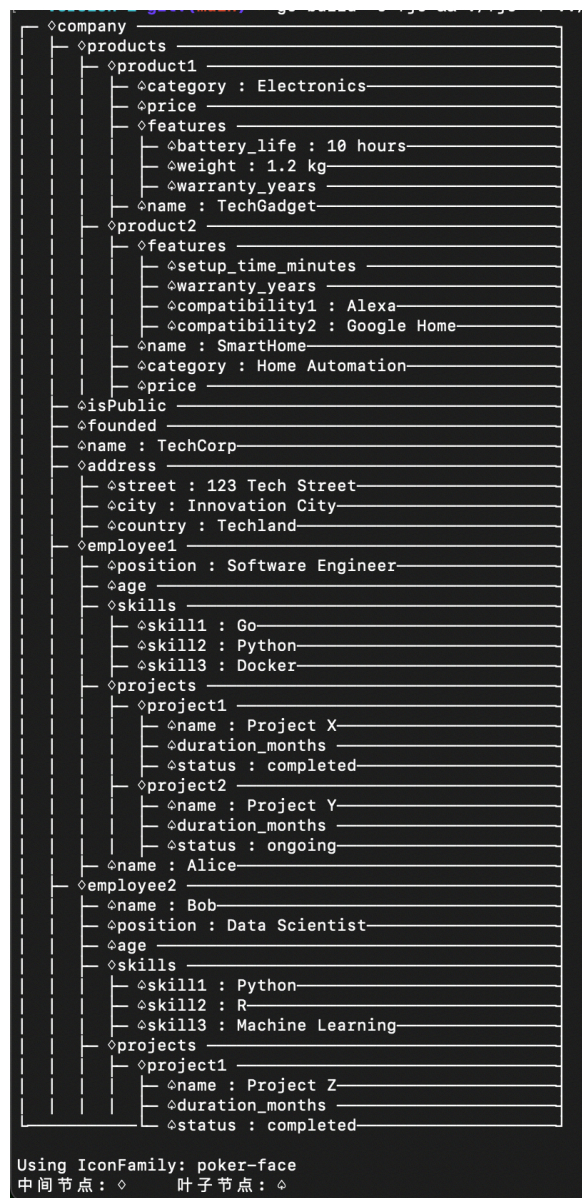 ♢company
♢products
♢product1
♤category : Electronics
♤price
♢features
♤battery_life : 10 hours
♤weight : 1.2 kg
♤warranty_years
♤name : TechGadget
♢product2
♢features
♤setup_time_minutes
♤warranty_years
♤compatibility1 : Alexa
♤compatibility2 : Google Home
♤name : SmartHome
♤category : Home Automation
♤price
♤isPublic
♤founded
♤name : TechCorp
♢address
♤street : 123 Tech Street
♤city : Innovation City
♤country : Techland
♢employee1
♤position : Software Engineer
♤age
♢skills
♤skill1 : Go
♤skill2 : Python
♤skill3 : Docker
♢projects
♢project1
♤name : Project X
♤duration_months
♤status : completed
♢project2
♤name : Project Y
♤duration_months
♤status : ongoing
♤name : Alice
♢employee2
♤name : Bob
♤position : Data Scientist
♤age
♢skills
♤skill1 : Python
♤skill2 : R
♤skill3 : Machine Learning
♢projects
♢project1
♤name : Project Z
♤duration_months
♤status : completed
Using IconFamily: poker-face
中间节点: ♢ 叶子节点: ♤